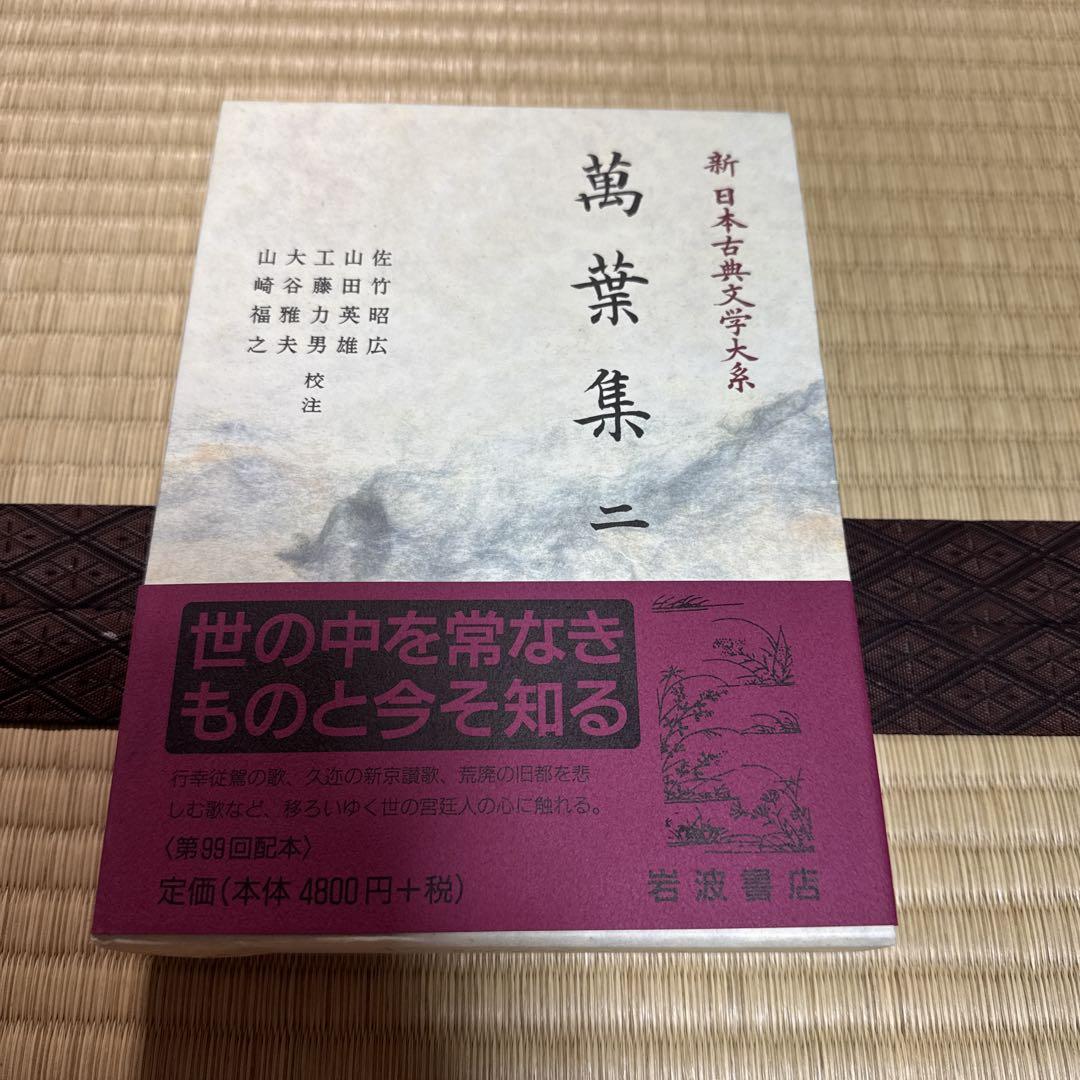 新 日本古典文学大系
萬葉集 二
佐竹昭広
山田英雄
工藤力男
大谷雅夫
山崎福之
校注
世の中を常なき
ものと今そ知る
行幸従駕の歌、久迩の新京讃歌、荒廃の旧都を悲
しむ歌など、移ろいゆく世の宮廷人の心に触れる。
〈第99回配本〉
定価(本体 4800円+税)
岩波書店